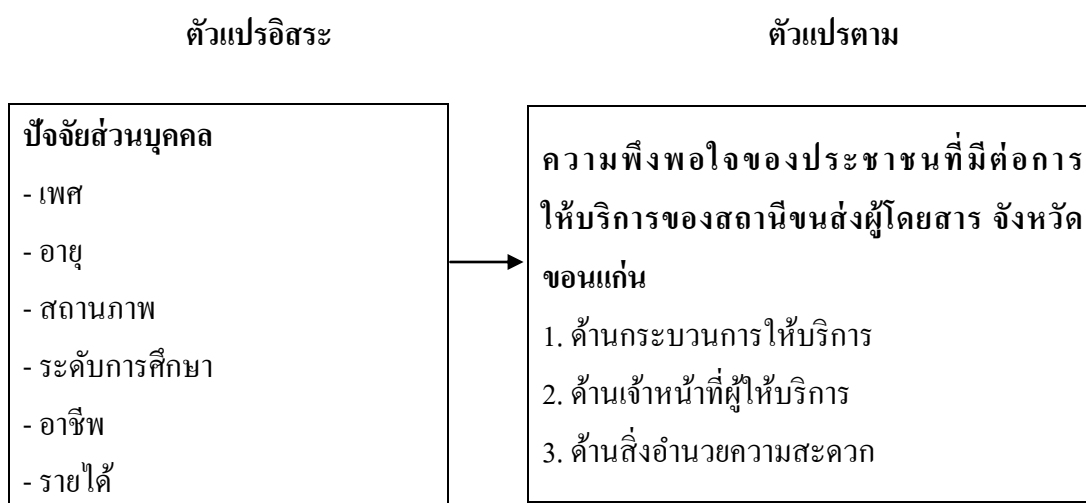 ตัวแปรอิสระ
ตัวแปรตาม
ปัจจัยส่วนบุคคล
- เพศ
- อายุ
- สถานภาพ
- ระดับการศึกษา
- อาชีพ
- รายได้
ความพึงพอใจของประชาชนที่มีต่อการ
ให้บริการของสถานีขนส่งผู้โดยสาร จังหวัด
ขอนแก่น
1. ด้านกระบวนการให้บริการ
2. ด้านเจ้าหน้าที่ผู้ให้บริการ
3. ด้านสิ่งอำนวยความสะดวก